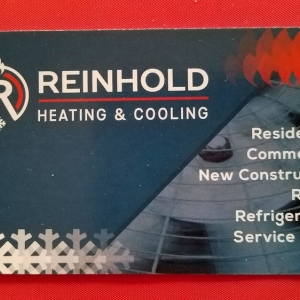 R
REINHOLD
HEATING & COOLING
Reside
Comme
New Constru
R
Refriger
Service